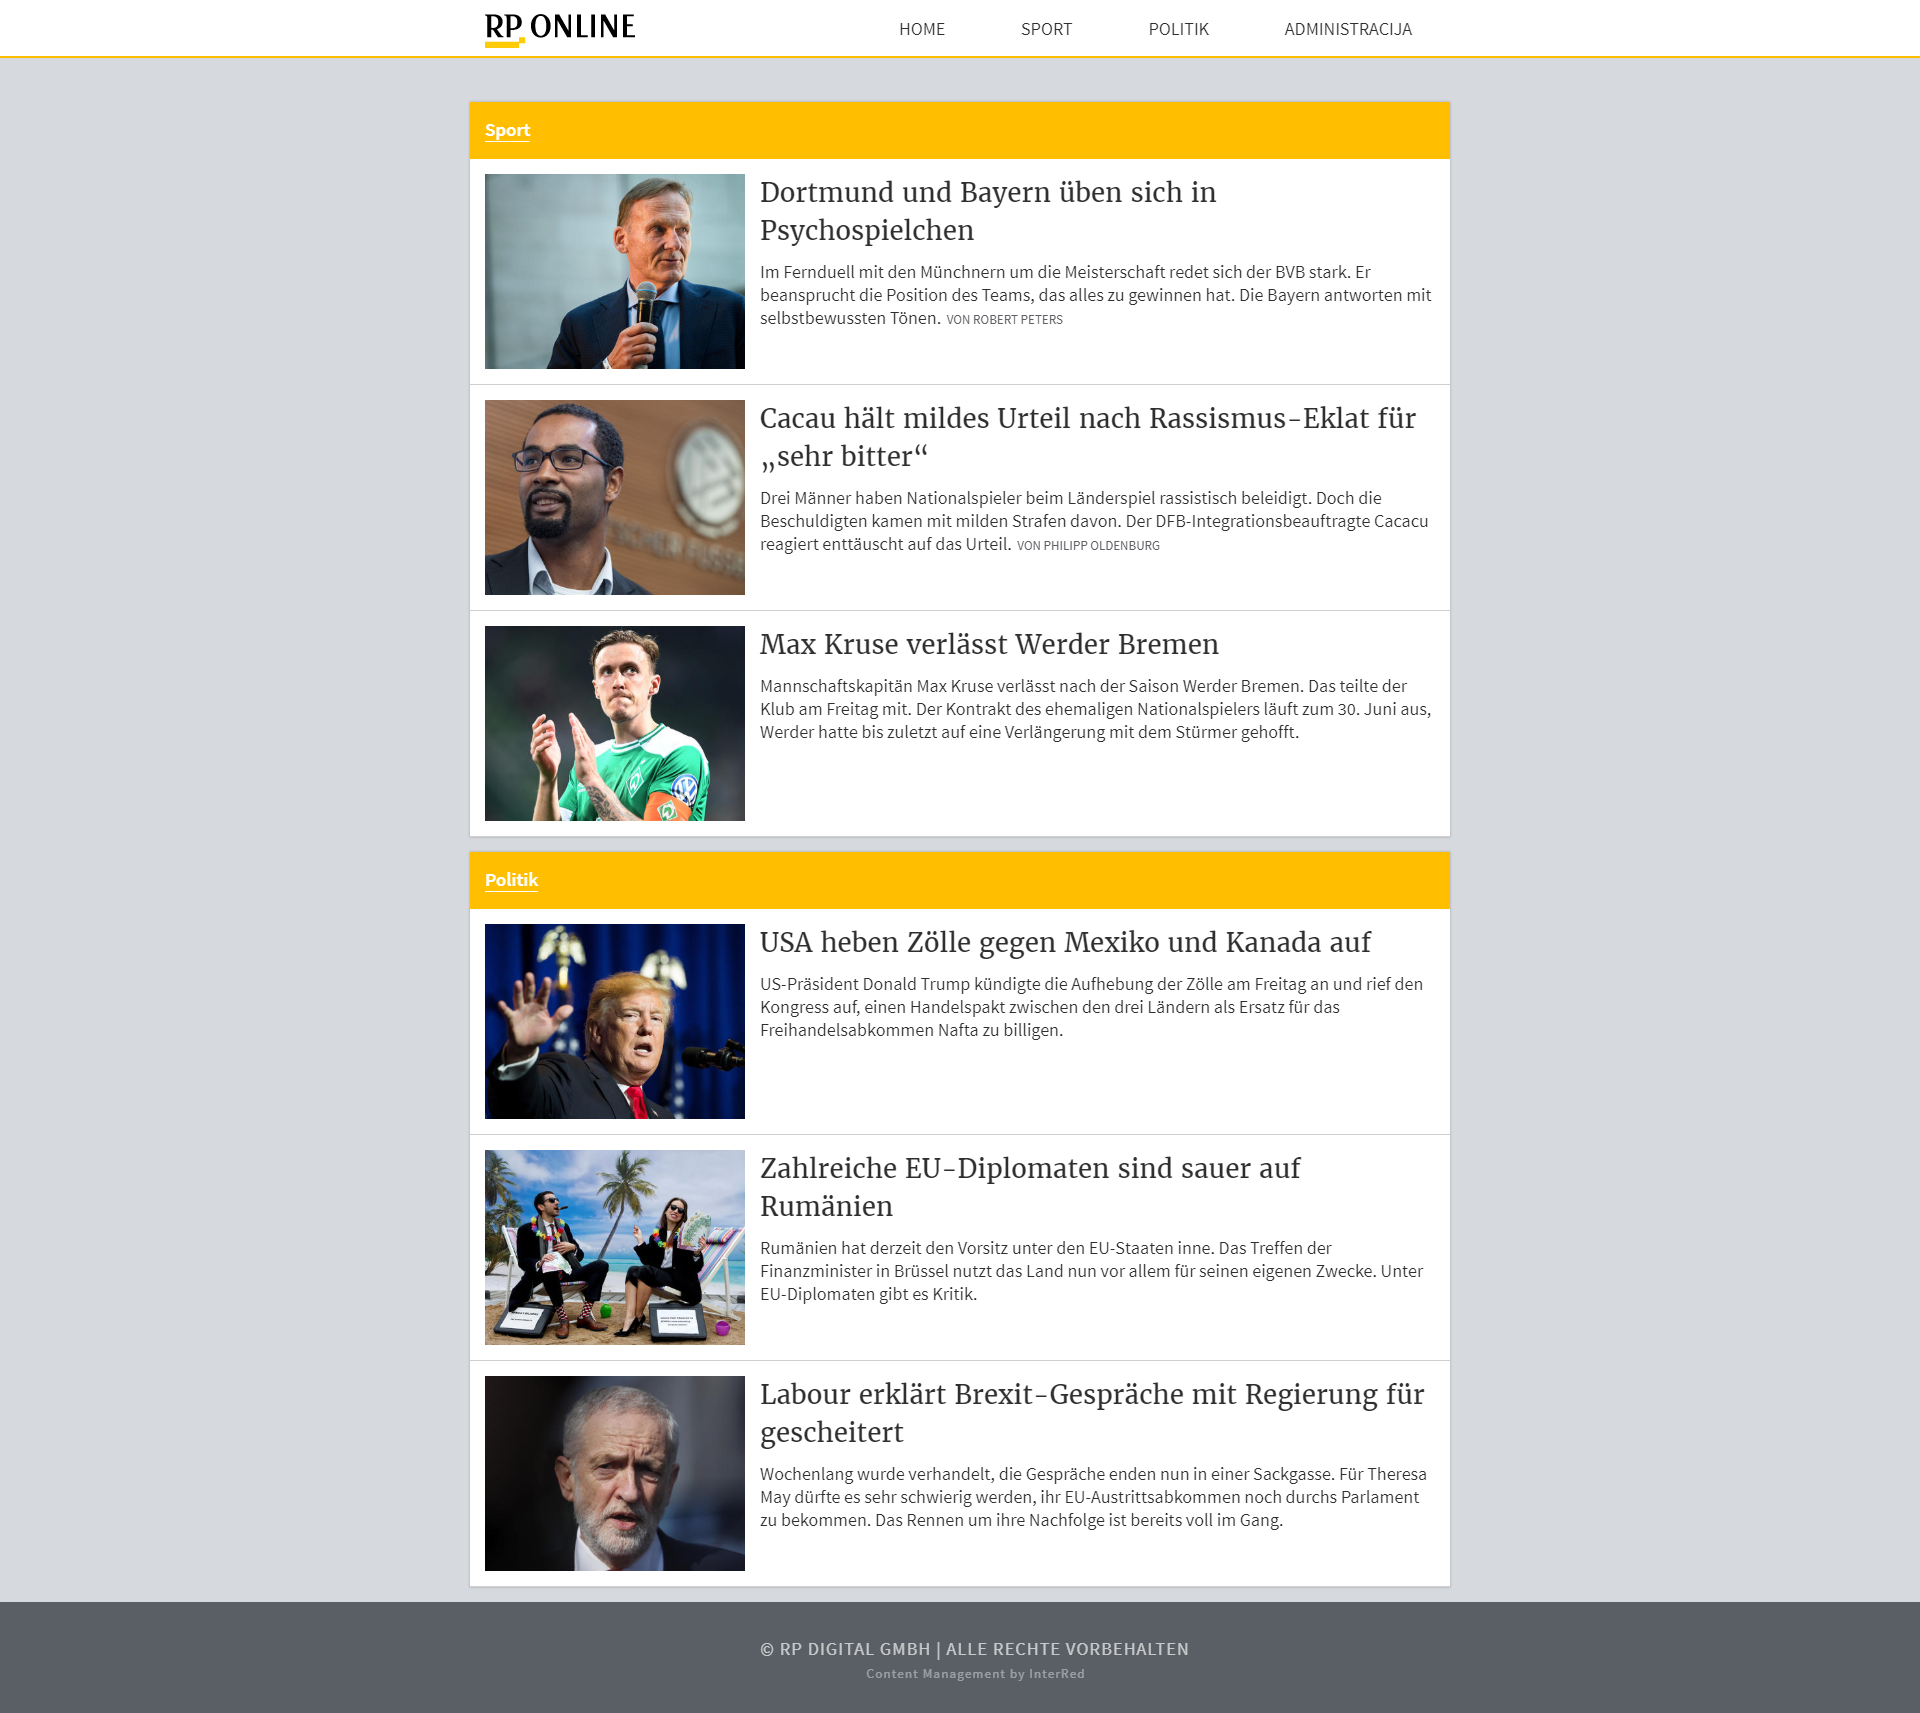 RP ONLINE
HOME SPORT POLITIK ADMINISTRACIJA
Sport
Dortmund und Bayern üben sich in
Psychospielchen
Im Fernduell mit den Münchnern um die Meisterschaft redet sich der BVB stark. Er
beansprucht die Position des Teams, das alles zu gewinnen hat. Die Bayern antworten mit
selbstbewussten Tönen. VON ROBERT PETERS
Cacau hält mildes Urteil nach Rassismus-Eklat für
„sehr bitter“
Drei Männer haben Nationalspieler beim Länderspiel rassistisch beleidigt. Doch die
Beschuldigten kamen mit milden Strafen davon. Der DFB-Integrationsbeauftragte Cacacu
reagiert enttäuscht auf das Urteil. VON PHILIPP OLDENBURG
Max Kruse verlässt Werder Bremen
Mannschaftskapitän Max Kruse verlässt nach der Saison Werder Bremen. Das teilte der
Klub am Freitag mit. Der Kontrakt des ehemaligen Nationalspielers läuft zum 30. Juni aus,
Werder hatte bis zuletzt auf eine Verlängerung mit dem Stürmer gehofft.
Politik
USA heben Zölle gegen Mexiko und Kanada auf
US-Präsident Donald Trump kündigte die Aufhebung der Zölle am Freitag an und rief den
Kongress auf, einen Handelspakt zwischen den drei Ländern als Ersatz für das
Freihandelsabkommen Nafta zu billigen.
Zahlreiche EU-Diplomaten sind sauer auf
Rumänien
Rumänien hat derzeit den Vorsitz unter den EU-Staaten inne. Das Treffen der
Finanzminister in Brüssel nutzt das Land nun vor allem für seinen eigenen Zwecke. Unter
EU-Diplomaten gibt es Kritik.
Labour erklärt Brexit-Gespräche mit Regierung für
gescheitert
Wochenlang wurde verhandelt, die Gespräche enden nun in einer Sackgasse. Für Theresa
May dürfte es sehr schwierig werden, ihr EU-Austrittsabkommen noch durchs Parlament
zu bekommen. Das Rennen um ihre Nachfolge ist bereits voll im Gang.
© RP DIGITAL GMBH | ALLE RECHTE VORBEHALTEN
Content Management by InterRed